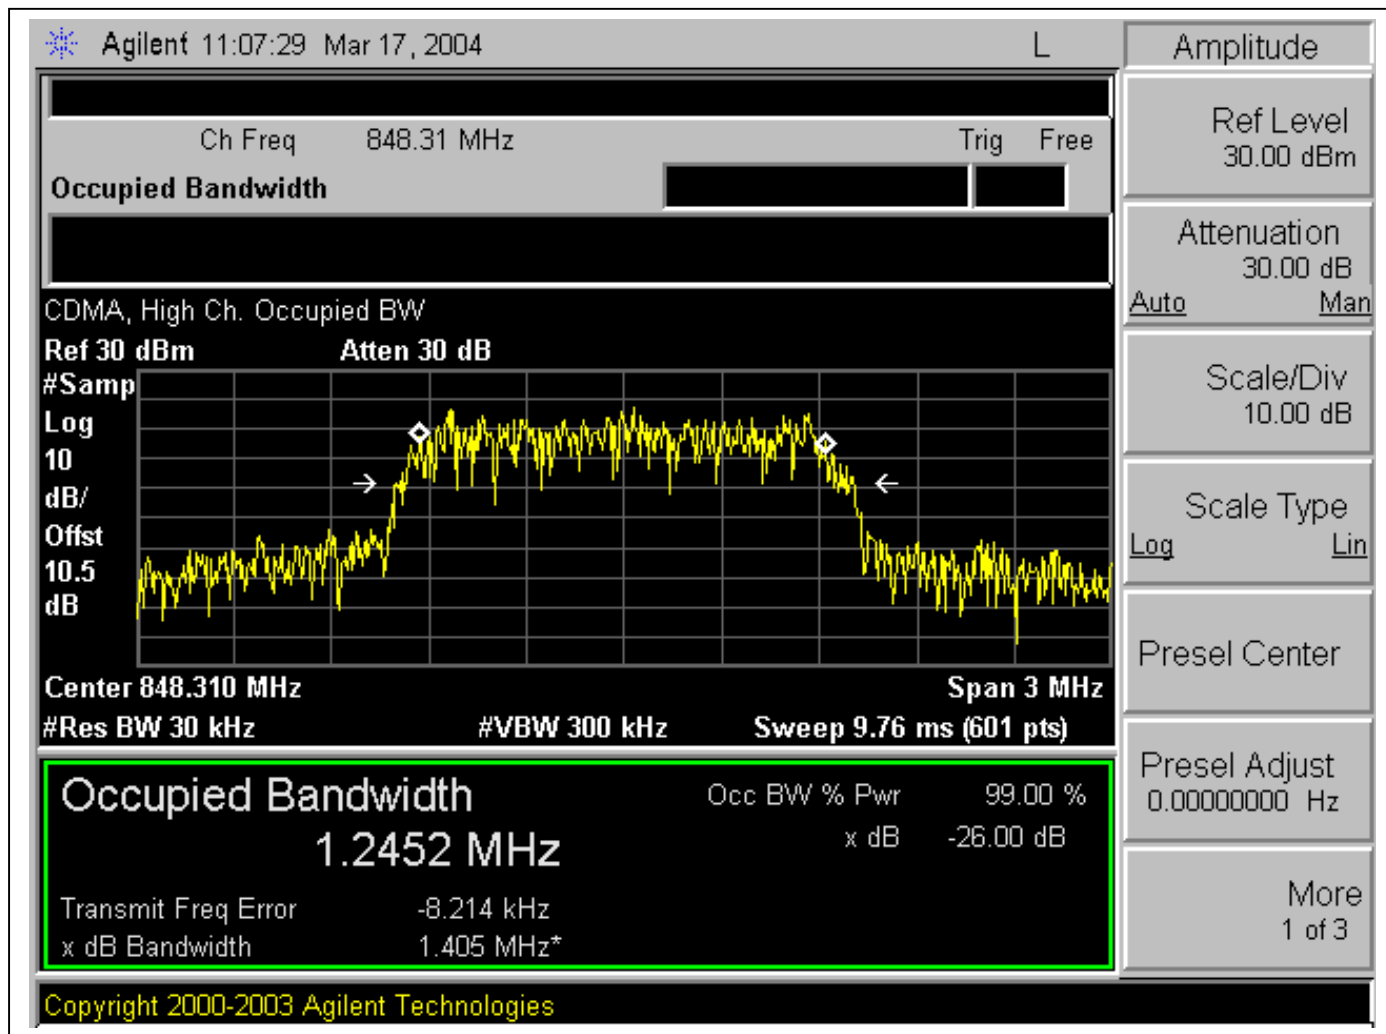 Agilent 11:07:29 Mar 17, 2004 L
Ch Freq 848.31 MHz Trig Free
Occupied Bandwidth
CDMA, High Ch. Occupied BW
Ref 30 dBm Atten 30 dB
#Samp
Log
10
dB/
Offst
10.5
dB
Center 848.310 MHz Span 3 MHz
#Res BW 30 kHz #VBW 300 kHz Sweep 9.76 ms (601 pts)
Occupied Bandwidth
1.2452 MHz
Occ BW % Pwr 99.00 %
x dB -26.00 dB
Transmit Freq Error -8.214 kHz
x dB Bandwidth 1.405 MHz*
Copyright 2000-2003 Agilent Technologies
Amplitude
Ref Level
30.00 dBm
Attenuation
30.00 dB
Auto Man
Scale/Div
10.00 dB
Scale Type
Log Lin
Presel Center
Presel Adjust
0.00000000 Hz
More
1 of 3